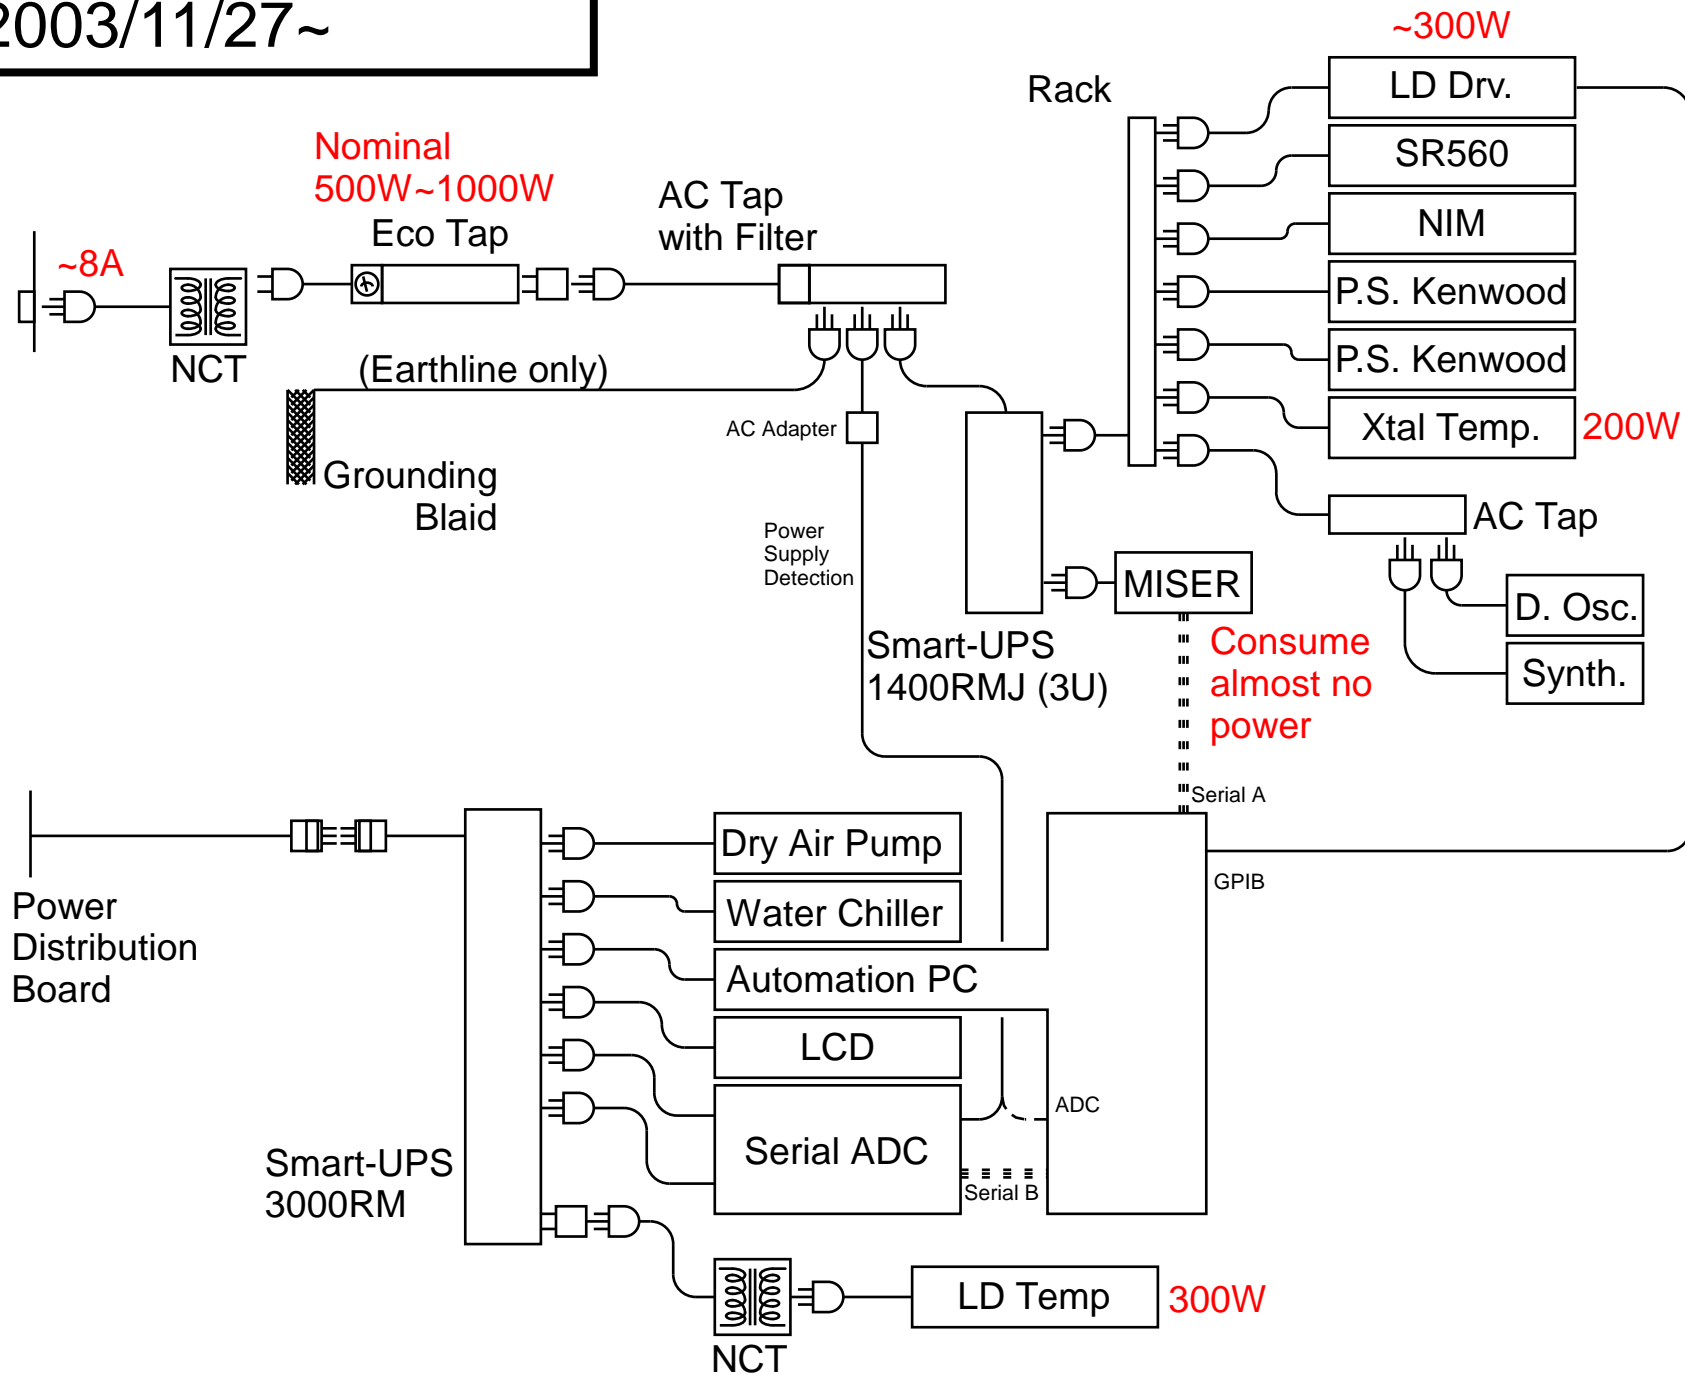 2003/11/27~
~300W
Rack
LD Drv.
SR560
NIM
P.S. Kenwood
P.S. Kenwood
Xtal Temp.
200W
Nominal
500W~1000W
Eco Tap
AC Tap
with Filter
~8A
NCT
(Earthline only)
Grounding
Blaid
AC Adapter
Power
Supply
Detection
AC Tap
MISER
D. Osc.
Synth.
Smart-UPS
1400RMJ (3U)
Consume
almost no
power
Serial A
GPIB
Power
Distribution
Board
Dry Air Pump
Water Chiller
Automation PC
LCD
Serial ADC
ADC
Serial B
Smart-UPS
3000RM
LD Temp
300W
NCT